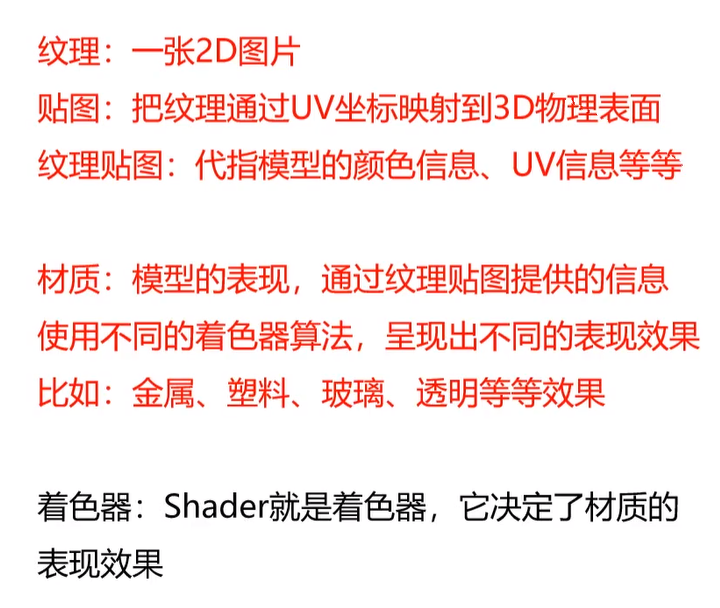 纹理：一张2D图片
贴图：把纹理通过UV坐标映射到3D物理表面
纹理贴图：代指模型的颜色信息、UV信息等等
材质：模型的表现，通过纹理贴图提供的信息
使用不同的着色器算法，呈现出不同的表现效果
比如：金属、塑料、玻璃、透明等等效果
着色器：Shader就是着色器，它决定了材质的
表现效果